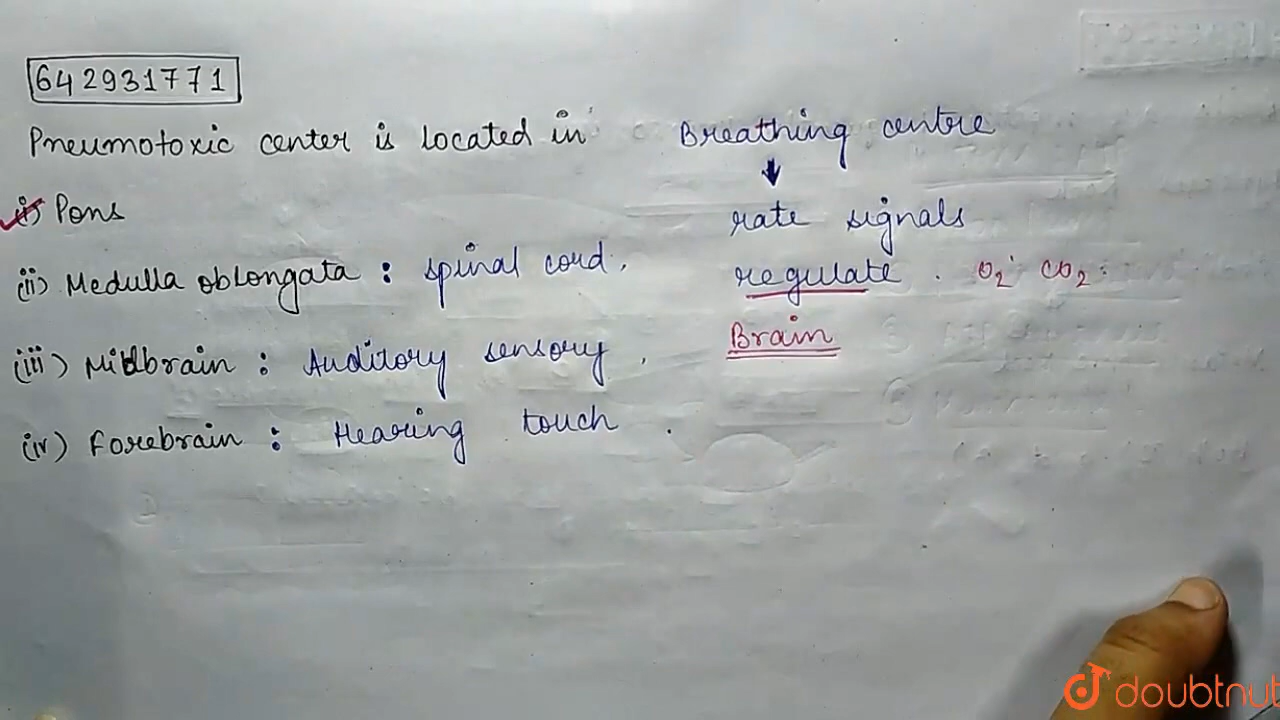 642931771
Pneumotoxic center is located in
(i) Pons
(ii) Medulla oblongata : spinal cord.
(iii) Midbrain : Auditory sensory.
(iv) Forebrain : Hearing touch.
Breathing centre
rate signals
regulate. O2 CO2
Brain
doubtnut